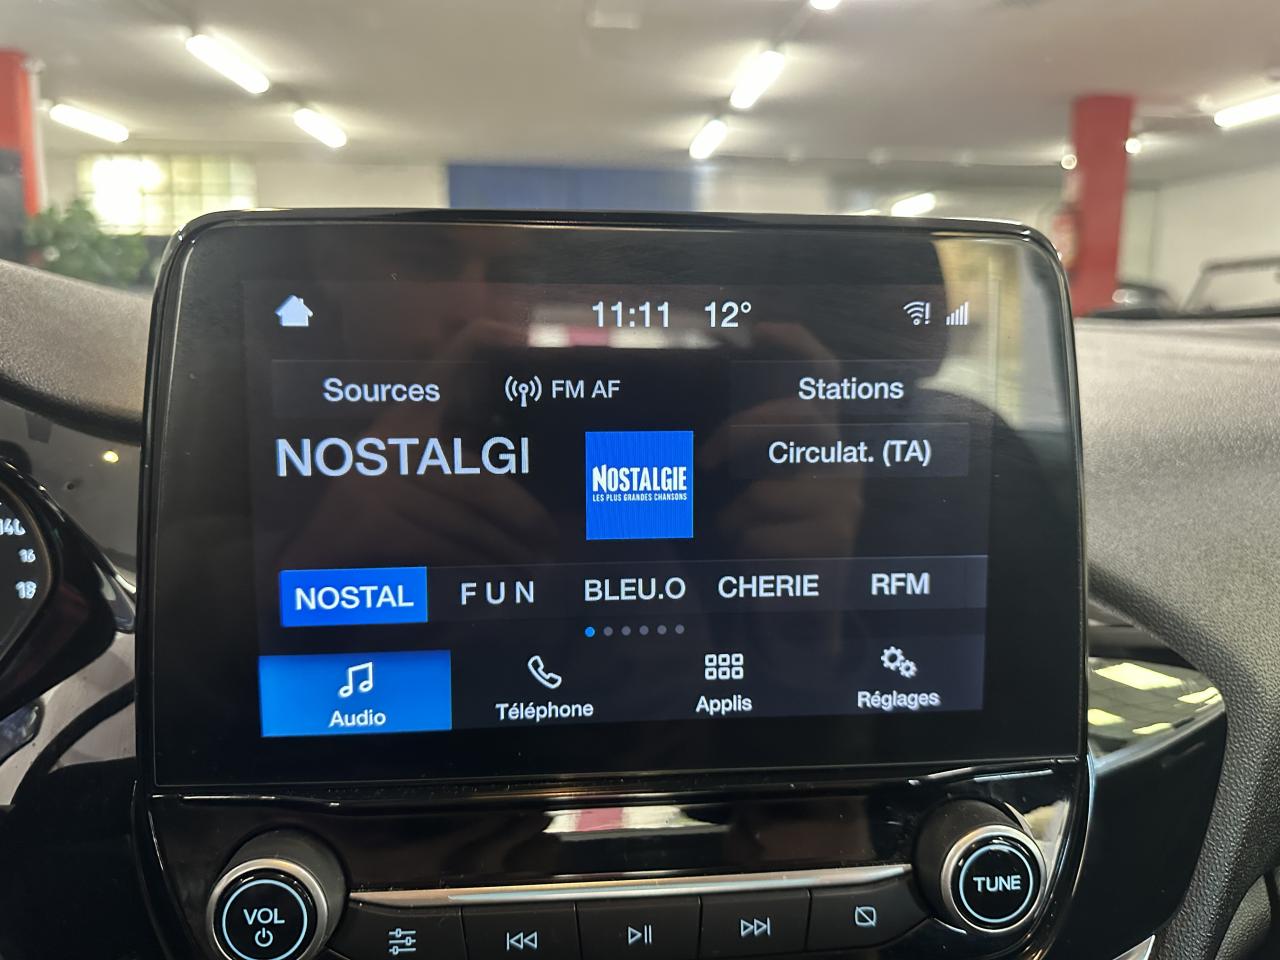 11:11 12°
Sources FM AF Stations
NOSTALGI
NOSTALGIE
LES PLUS GRANDES CHANSONS
Circulat. (TA)
NOSTAL F U N BLEU.O CHERIE RFM
Audio Téléphone Applis Réglages
VOL
TUNE